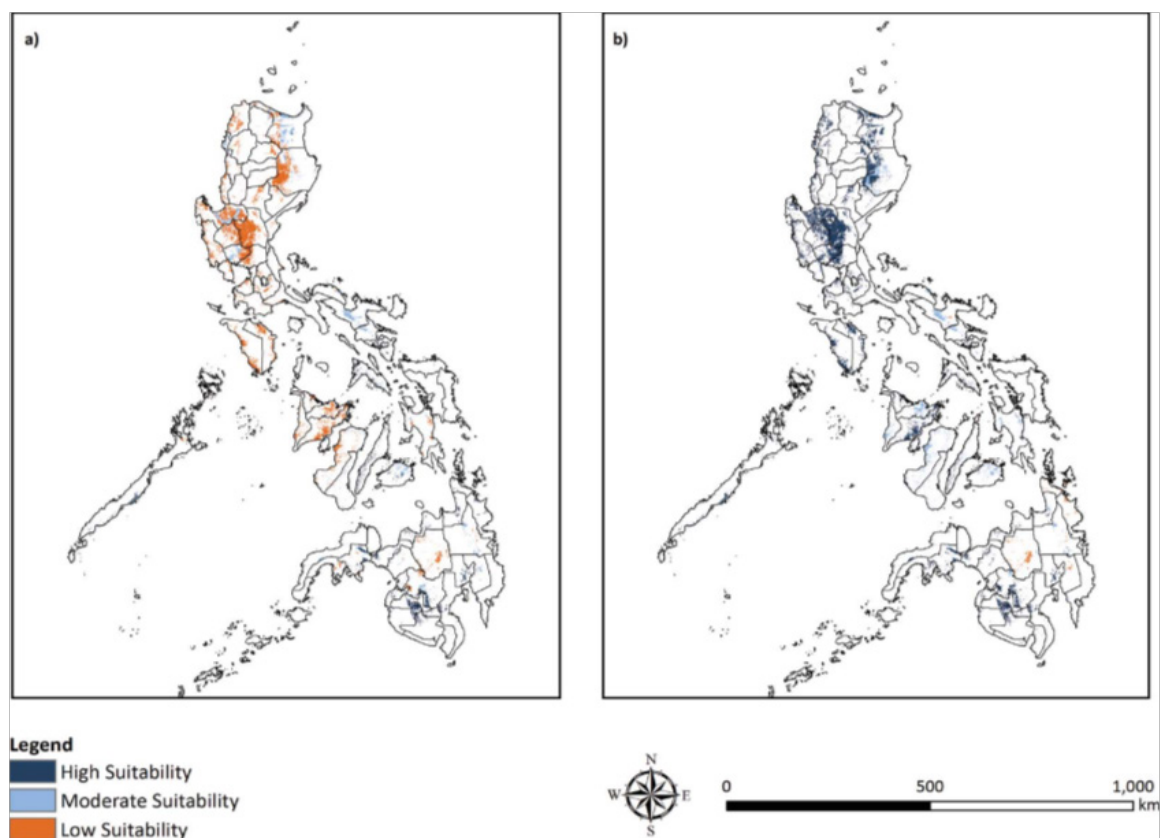 a)
b)
Legend
High Suitability
Moderate Suitability
Low Suitability
N
W E
S
0 500 1,000
km